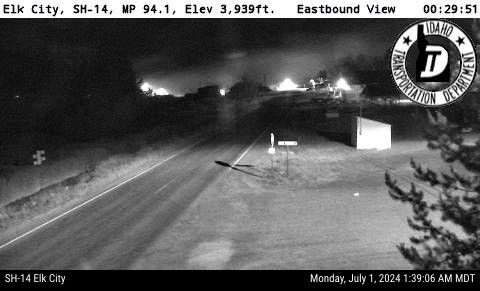 Elk City, SH-14, MP 94.1, Elev 3,939ft. Eastbound View 00:29:51
IDAHO
TRANSPORTATION DEPARTMENT
SH-14 Elk City Monday, July 1, 2024 1:39:06 AM MDT